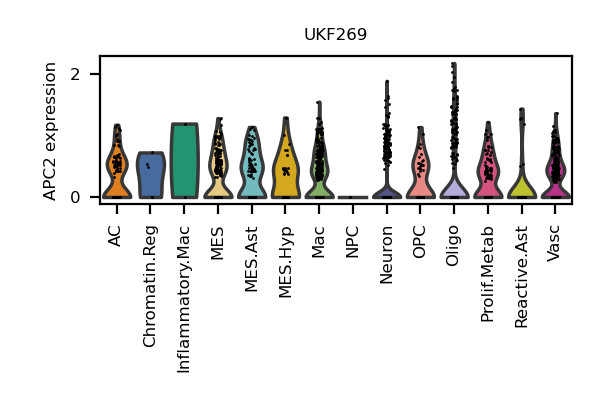 UKF269
APC2 expression
2
0
AC
Chromatin.Reg
Inflammatory.Mac
MES
MES.Ast
MES.Hyp
Mac
NPC
Neuron
OPC
Oligo
Prolif.Metab
Reactive.Ast
Vasc